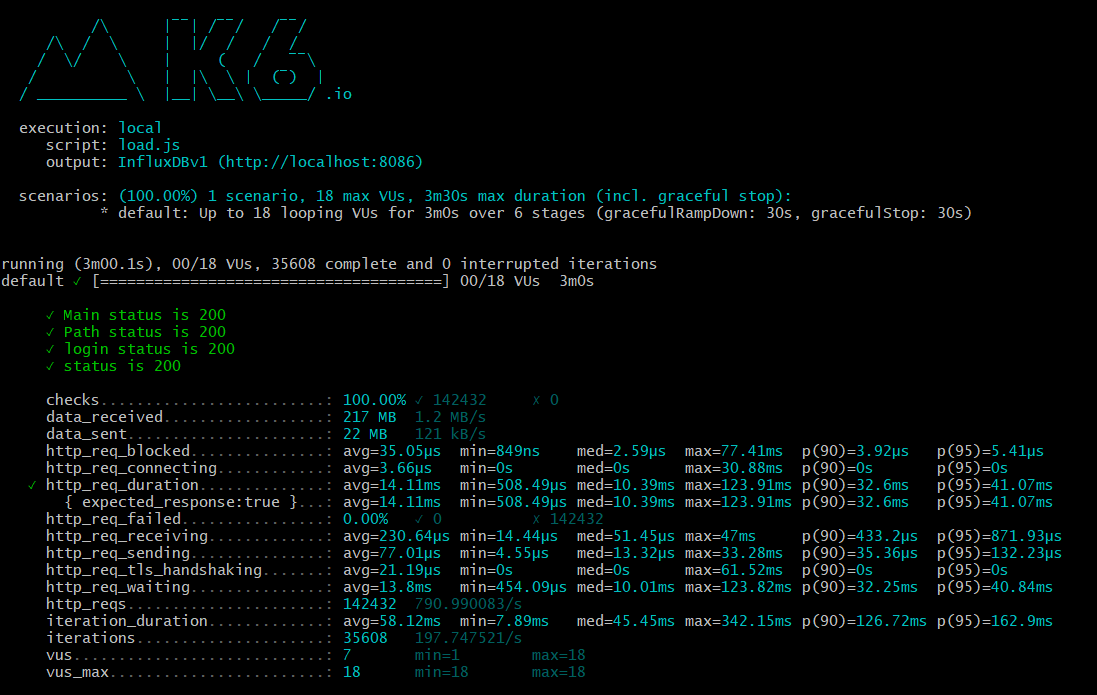 .io
execution: local
script: load.js
output: InfluxDBv1 (http://localhost:8086)
scenarios: (100.00%) 1 scenario, 18 max VUs, 3m30s max duration (incl. graceful stop):
* default: Up to 18 looping VUs for 3m0s over 6 stages (gracefulRampDown: 30s, gracefulStop: 30s)
running (3m00.1s), 00/18 VUs, 35608 complete and 0 interrupted iterations
default ✓ [======================================] 00/18 VUs  3m0s
✓ Main status is 200
✓ Path status is 200
✓ login status is 200
✓ status is 200
checks.........................: 100.00% ✓ 142432     ✗ 0
data_received..................: 217 MB  1.2 MB/s
data_sent......................: 22 MB   121 kB/s
http_req_blocked...............: avg=35.05µs  min=849ns    med=2.59µs  max=77.41ms  p(90)=3.92µs   p(95)=5.41µs
http_req_connecting............: avg=3.66µs   min=0s       med=0s      max=30.88ms  p(90)=0s       p(95)=0s
✓ http_req_duration..............: avg=14.11ms  min=508.49µs med=10.39ms max=123.91ms p(90)=32.6ms   p(95)=41.07ms
{ expected_response:true }...: avg=14.11ms  min=508.49µs med=10.39ms max=123.91ms p(90)=32.6ms   p(95)=41.07ms
http_req_failed................: 0.00%   ✓ 0          ✗ 142432
http_req_receiving.............: avg=230.64µs min=14.44µs  med=51.45µs max=47ms     p(90)=433.2µs  p(95)=871.93µs
http_req_sending...............: avg=77.01µs  min=4.55µs   med=13.32µs max=33.28ms  p(90)=35.36µs  p(95)=132.23µs
http_req_tls_handshaking.......: avg=21.19µs  min=0s       med=0s      max=61.52ms  p(90)=0s       p(95)=0s
http_req_waiting...............: avg=13.8ms   min=454.09µs med=10.01ms max=123.82ms p(90)=32.25ms  p(95)=40.84ms
http_reqs......................: 142432  790.990083/s
iteration_duration.............: avg=58.12ms  min=7.89ms   med=45.45ms max=342.15ms p(90)=126.72ms p(95)=162.9ms
iterations.....................: 35608   197.747521/s
vus............................: 7       min=1        max=18
vus_max........................: 18      min=18       max=18